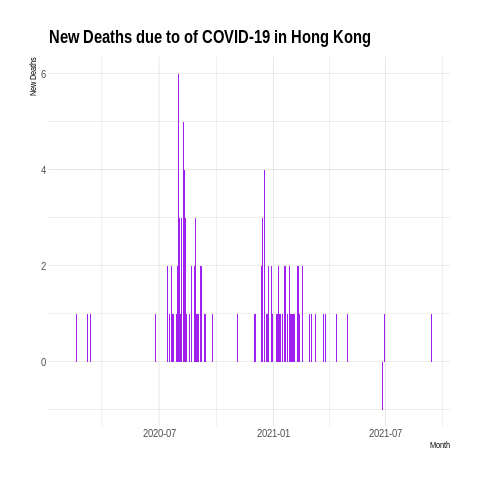 New Deaths due to of COVID-19 in Hong Kong
New Deaths
6
4
2
0
2020-07
2021-01
2021-07
Month